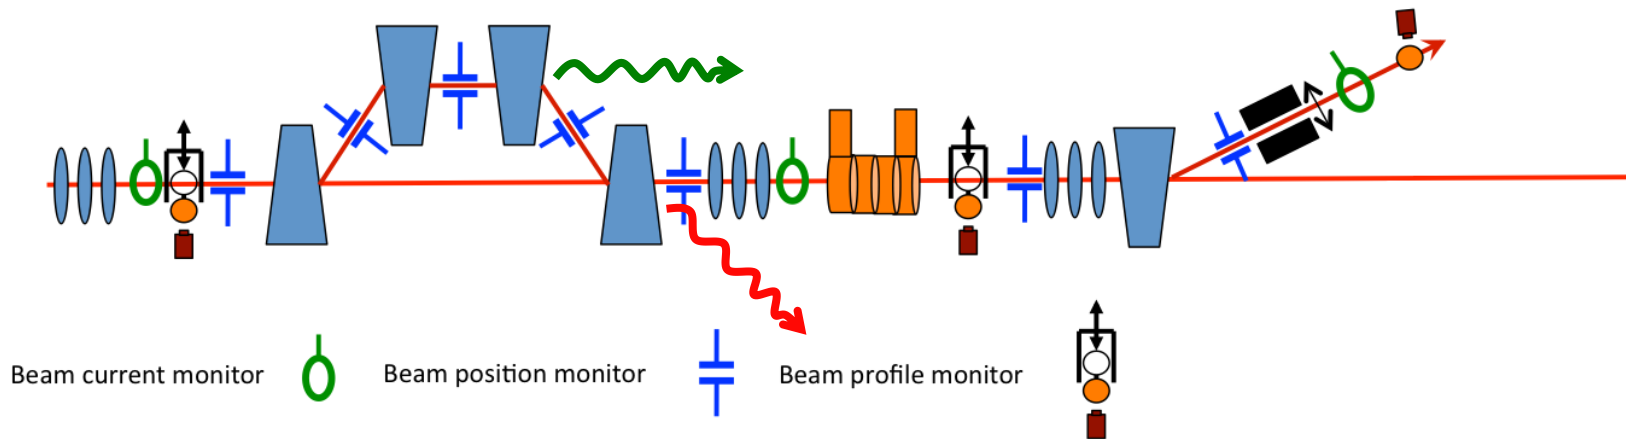 Beam current monitor
Beam position monitor
Beam profile monitor